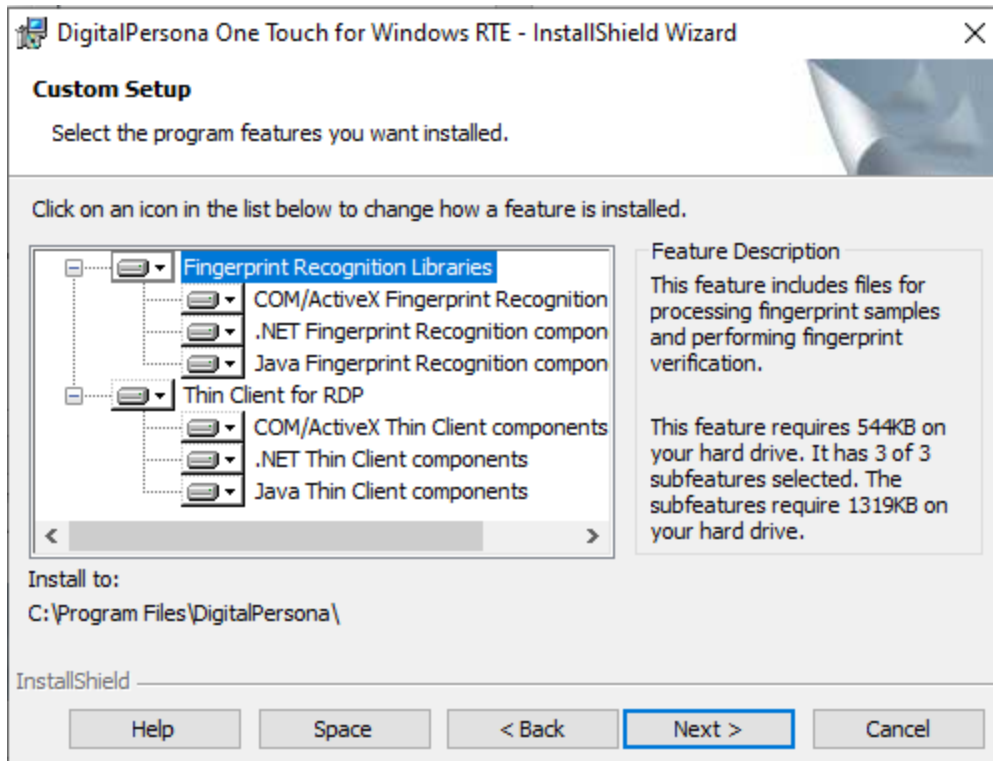 DigitalPersona One Touch for Windows RTE - InstallShield Wizard
Custom Setup
Select the program features you want installed.
Click on an icon in the list below to change how a feature is installed.
Fingerprint Recognition Libraries
COM/ActiveX Fingerprint Recognition
.NET Fingerprint Recognition compon
Java Fingerprint Recognition compon
Thin Client for RDP
COM/ActiveX Thin Client components
.NET Thin Client components
Java Thin Client components
Feature Description
This feature includes files for
processing fingerprint samples
and performing fingerprint
verification.
This feature requires 544KB on
your hard drive. It has 3 of 3
subfeatures selected. The
subfeatures require 1319KB on
your hard drive.
Install to:
C:\Program Files\DigitalPersona\
InstallShield
Help
Space
< Back
Next >
Cancel